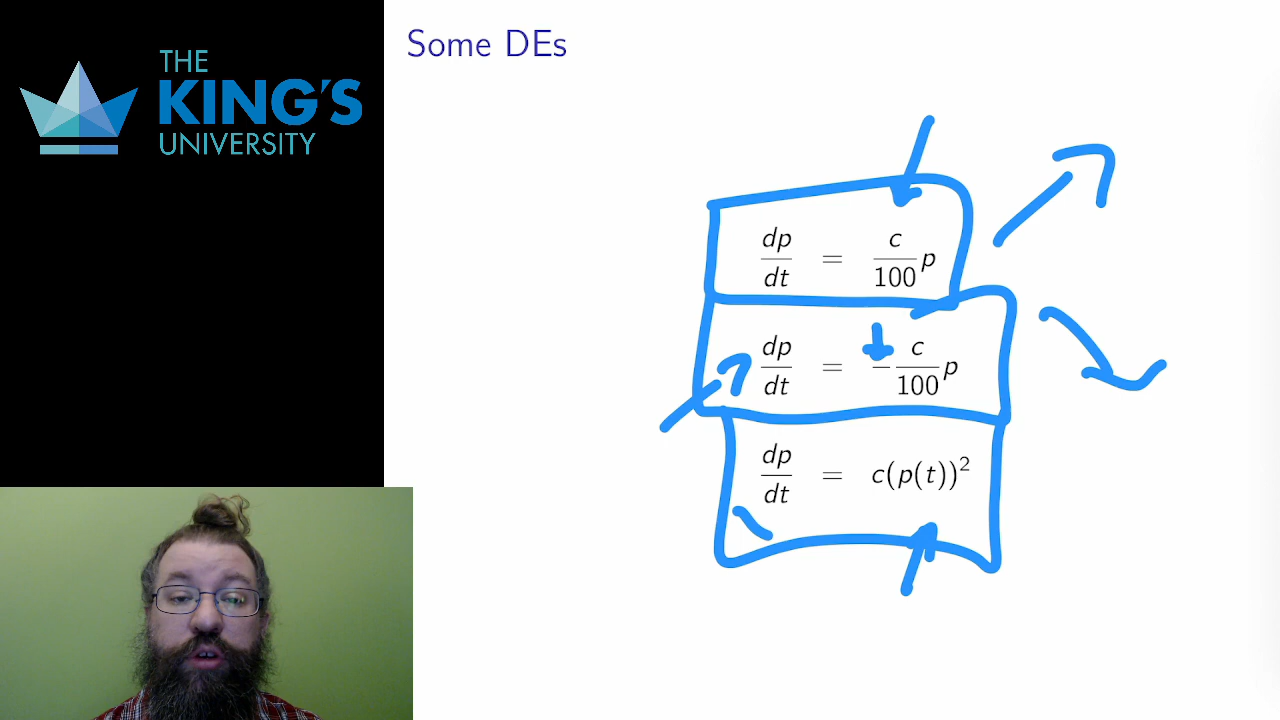 THE
KING'S
UNIVERSITY
Some DEs
dp/dt = c/100 p
dp/dt = −c/100 p
dp/dt = c(p(t))²